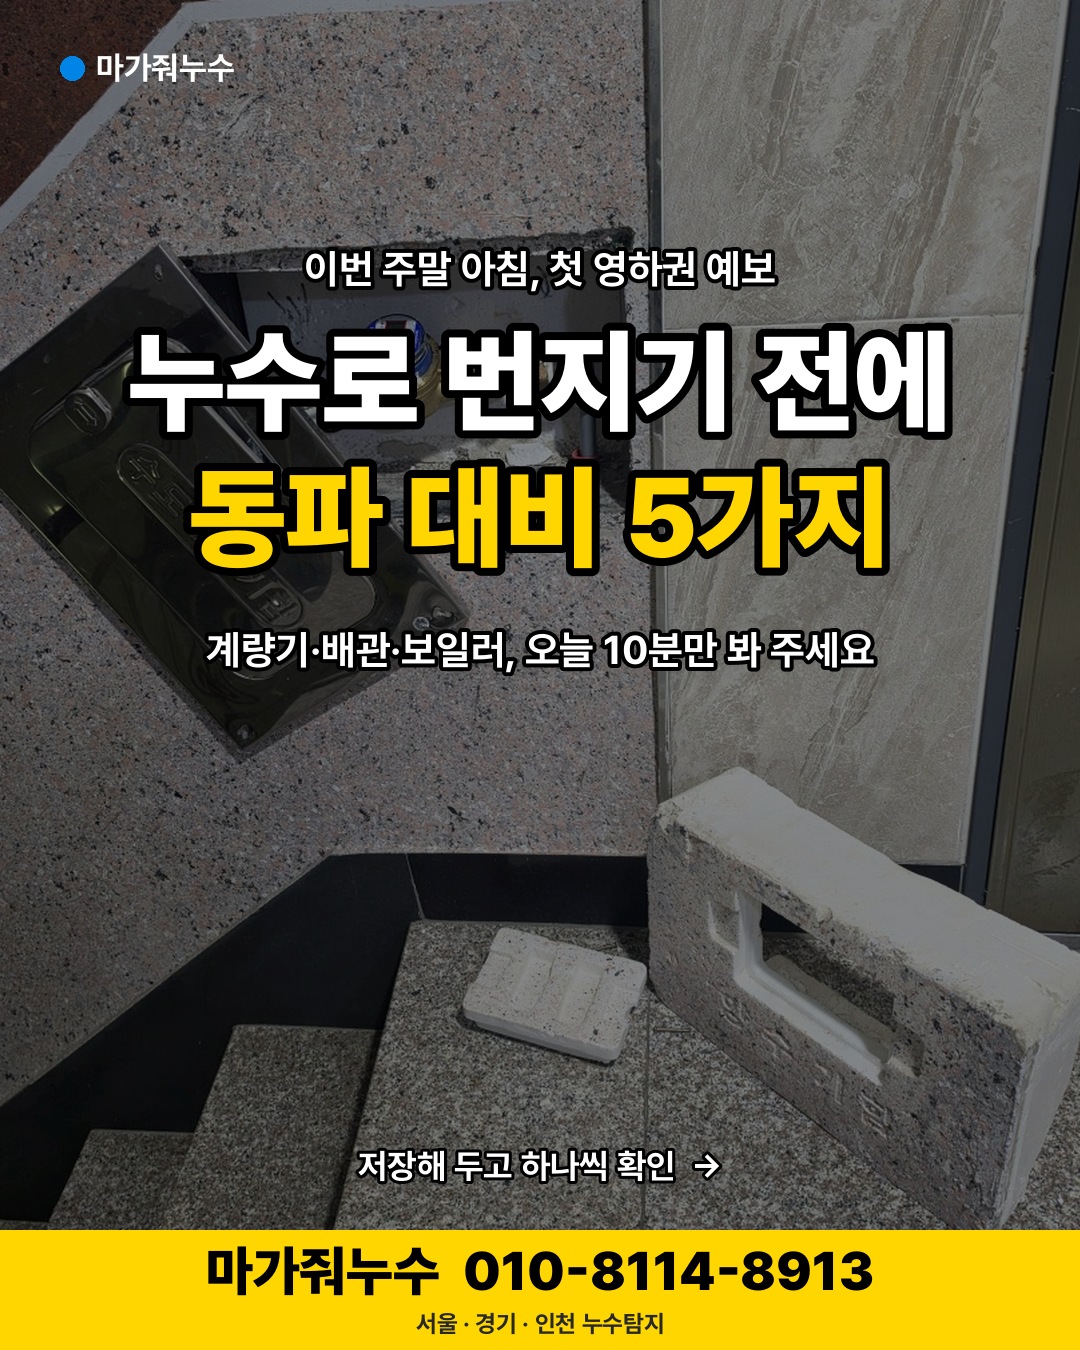 마가줘누수
이번 주말 아침, 첫 영하권 예보
누수로 번지기 전에
동파 대비 5가지
계량기·배관·보일러, 오늘 10분만 봐 주세요
저장해 두고 하나씩 확인 →
마가줘누수 010-8114-8913
서울 · 경기 · 인천 누수탐지